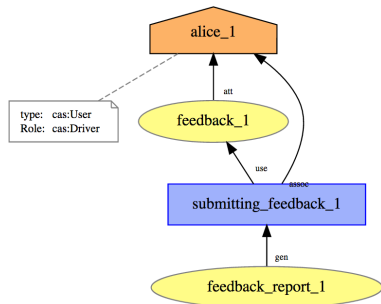 alice_1
att
type: cas:User
Role: cas:Driver
feedback_1
use
assoc
submitting_feedback_1
gen
feedback_report_1